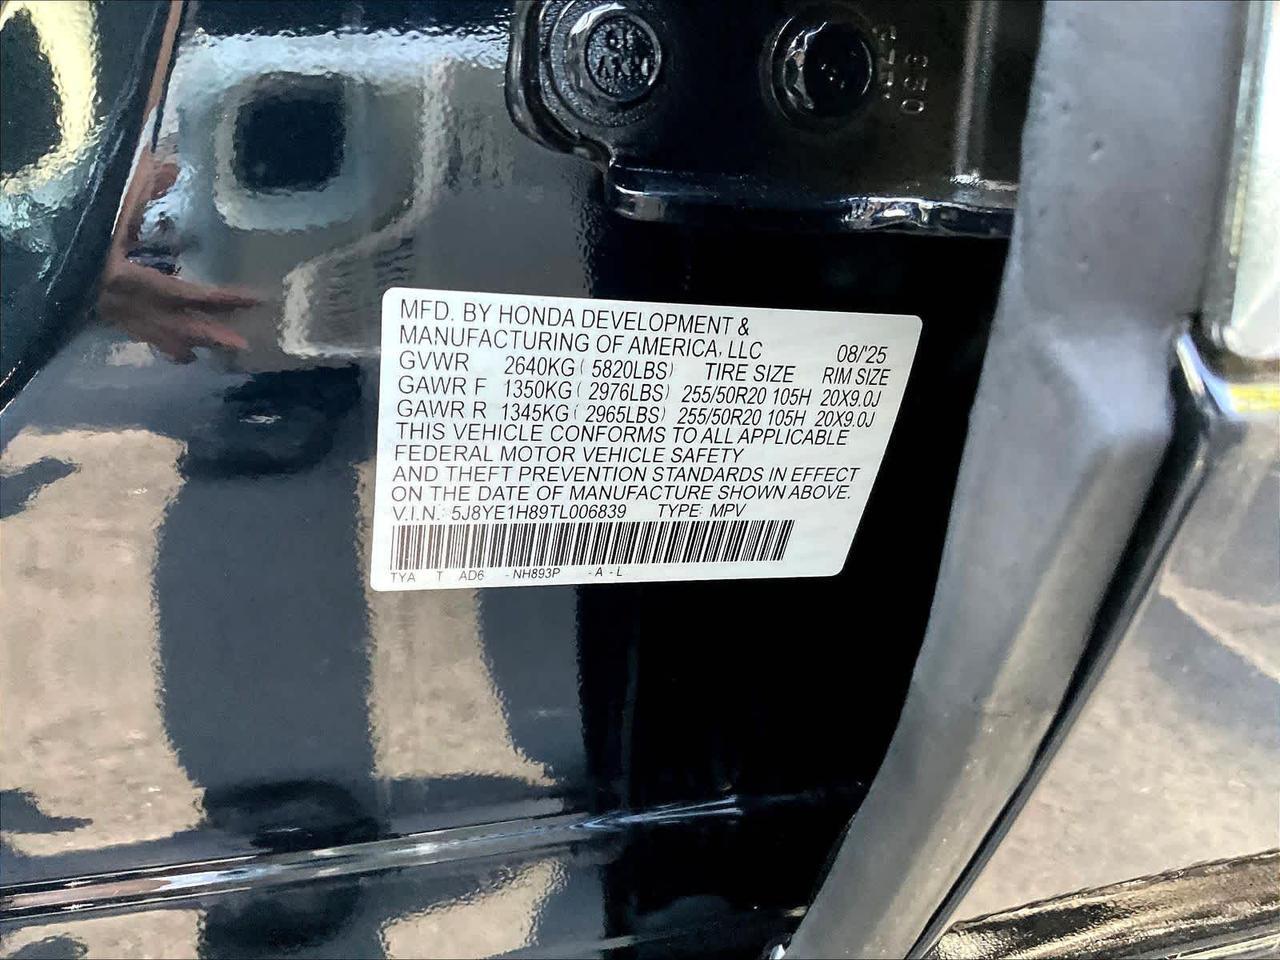 MFD. BY HONDA DEVELOPMENT &
MANUFACTURING OF AMERICA, LLC 08/'25
GVWR 2640KG ( 5820LBS) TIRE SIZE RIM SIZE
GAWR F 1350KG ( 2976LBS) 255/50R20 105H 20X9.0J
GAWR R 1345KG ( 2965LBS) 255/50R20 105H 20X9.0J
THIS VEHICLE CONFORMS TO ALL APPLICABLE
FEDERAL MOTOR VEHICLE SAFETY
AND THEFT PREVENTION STANDARDS IN EFFECT
ON THE DATE OF MANUFACTURE SHOWN ABOVE.
V.I.N.: 5J8YE1H89TL006839 TYPE: MPV
TYA T AD6 - NH893P - A - L